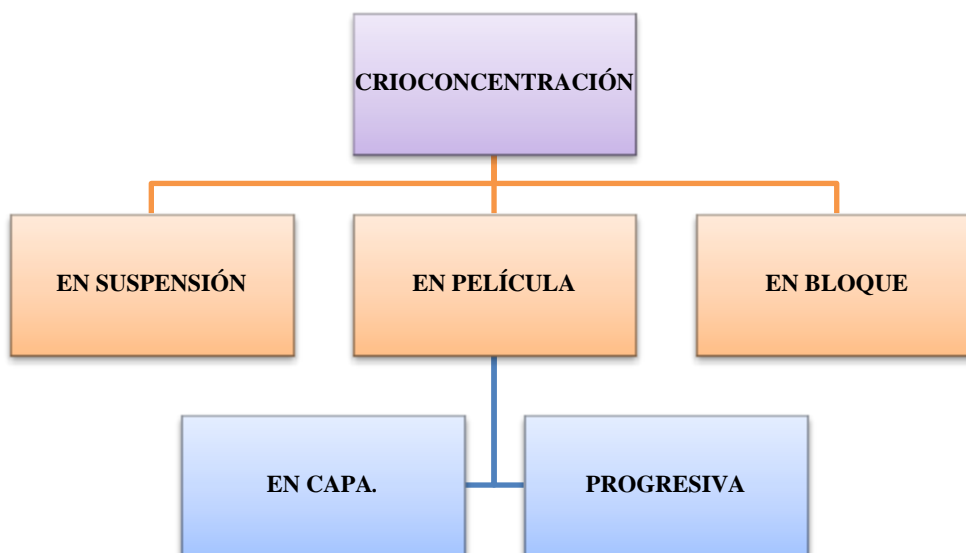 CRIOCONCENTRACIÓN
EN SUSPENSIÓN
EN PELÍCULA
EN BLOQUE
EN CAPA.
PROGRESIVA